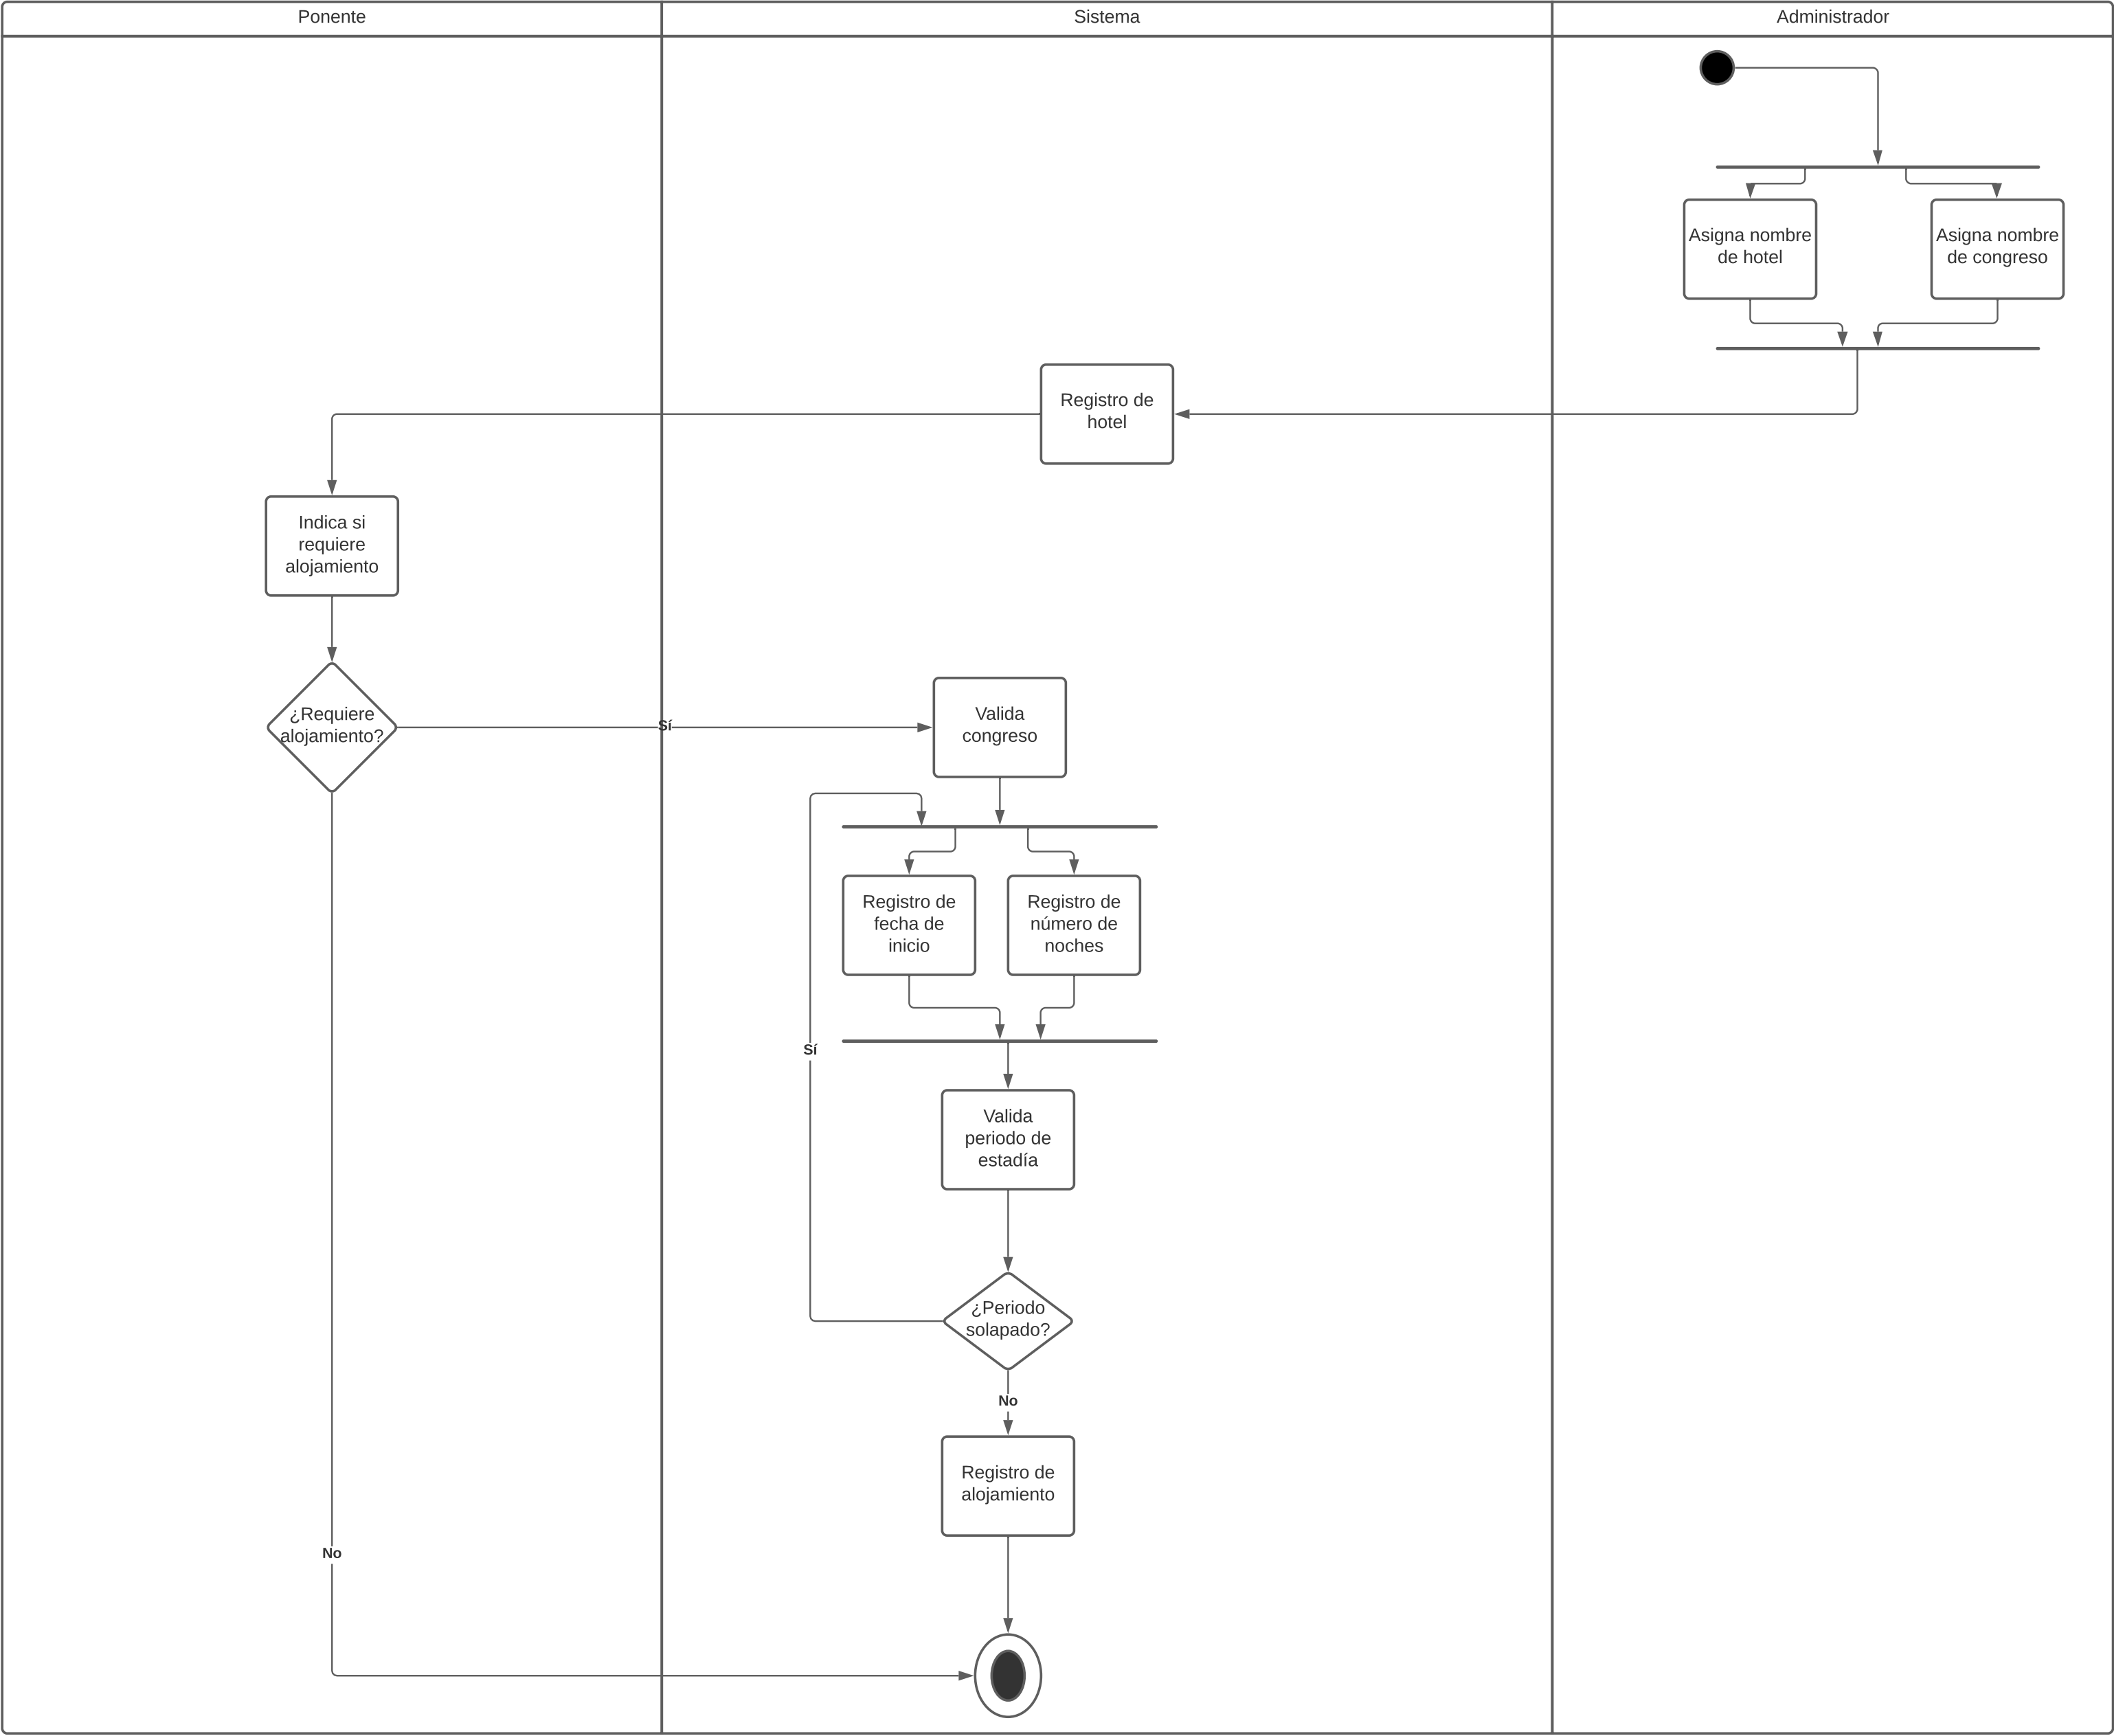 Ponente
Sistema
Administrador
Asigna nombre
de hotel
Asigna nombre
de congreso
Registro de
hotel
Indica si
requiere
alojamiento
¿Requiere
alojamiento?
Sí
Valida
congreso
Registro de
fecha de
inicio
Registro de
número de
noches
Sí
Valida
periodo de
estadía
¿Periodo
solapado?
No
Registro de
alojamiento
No